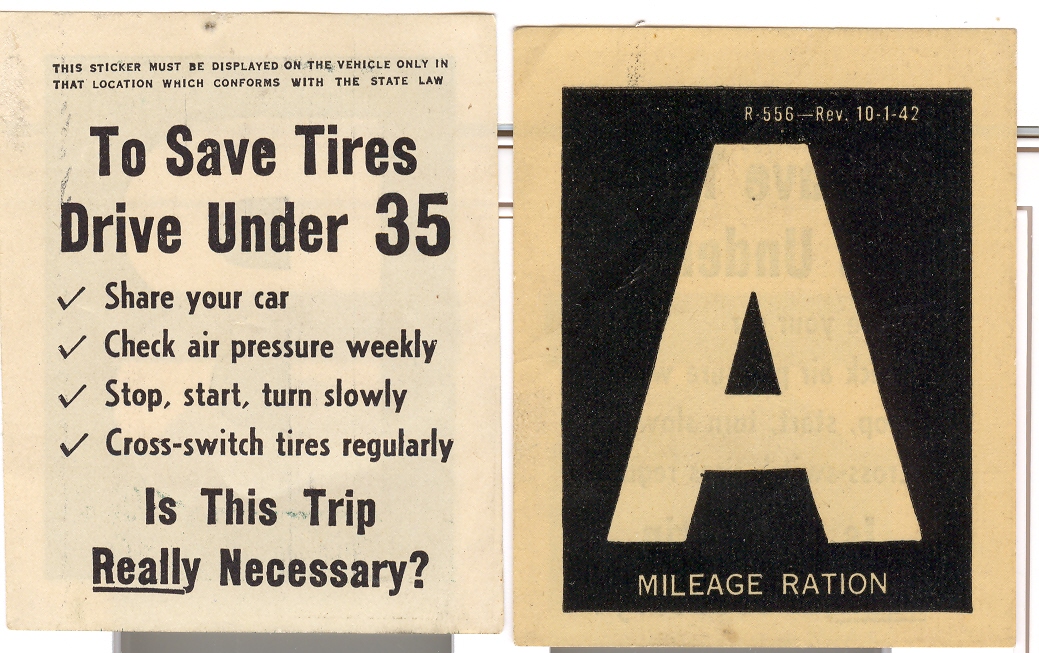 THIS STICKER MUST BE DISPLAYED ON THE VEHICLE ONLY IN
THAT LOCATION WHICH CONFORMS WITH THE STATE LAW
To Save Tires
Drive Under 35
✓ Share your car
✓ Check air pressure weekly
✓ Stop, start, turn slowly
✓ Cross-switch tires regularly
Is This Trip
Really Necessary?
R-556—Rev. 10-1-42
A
MILEAGE RATION